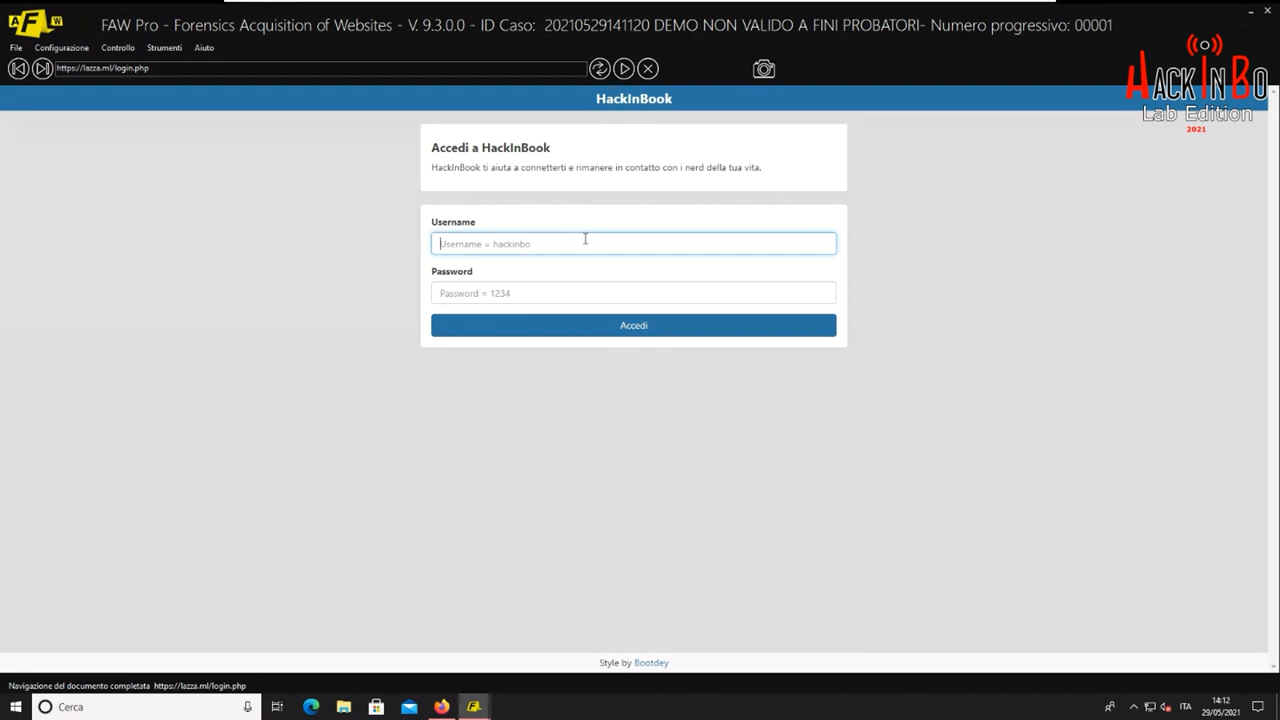 AFW
FAW Pro - Forensics Acquisition of Websites - V. 9.3.0.0 - ID Caso: 20210529141120 DEMO NON VALIDO A FINI PROBATORI- Numero progressivo: 00001
File Configurazione Controllo Strumenti Aiuto
https://lazza.ml/login.php
HACKINBO
Lab Edition
2021
HackInBook
Accedi a HackInBook
HackInBook ti aiuta a connetterti e rimanere in contatto con i nerd della tua vita.
Username
Username = hackinbo
Password
Password = 1234
Accedi
Style by Bootdey
Navigazione del documento completata https://lazza.ml/login.php
Cerca
ITA
14:12
29/05/2021